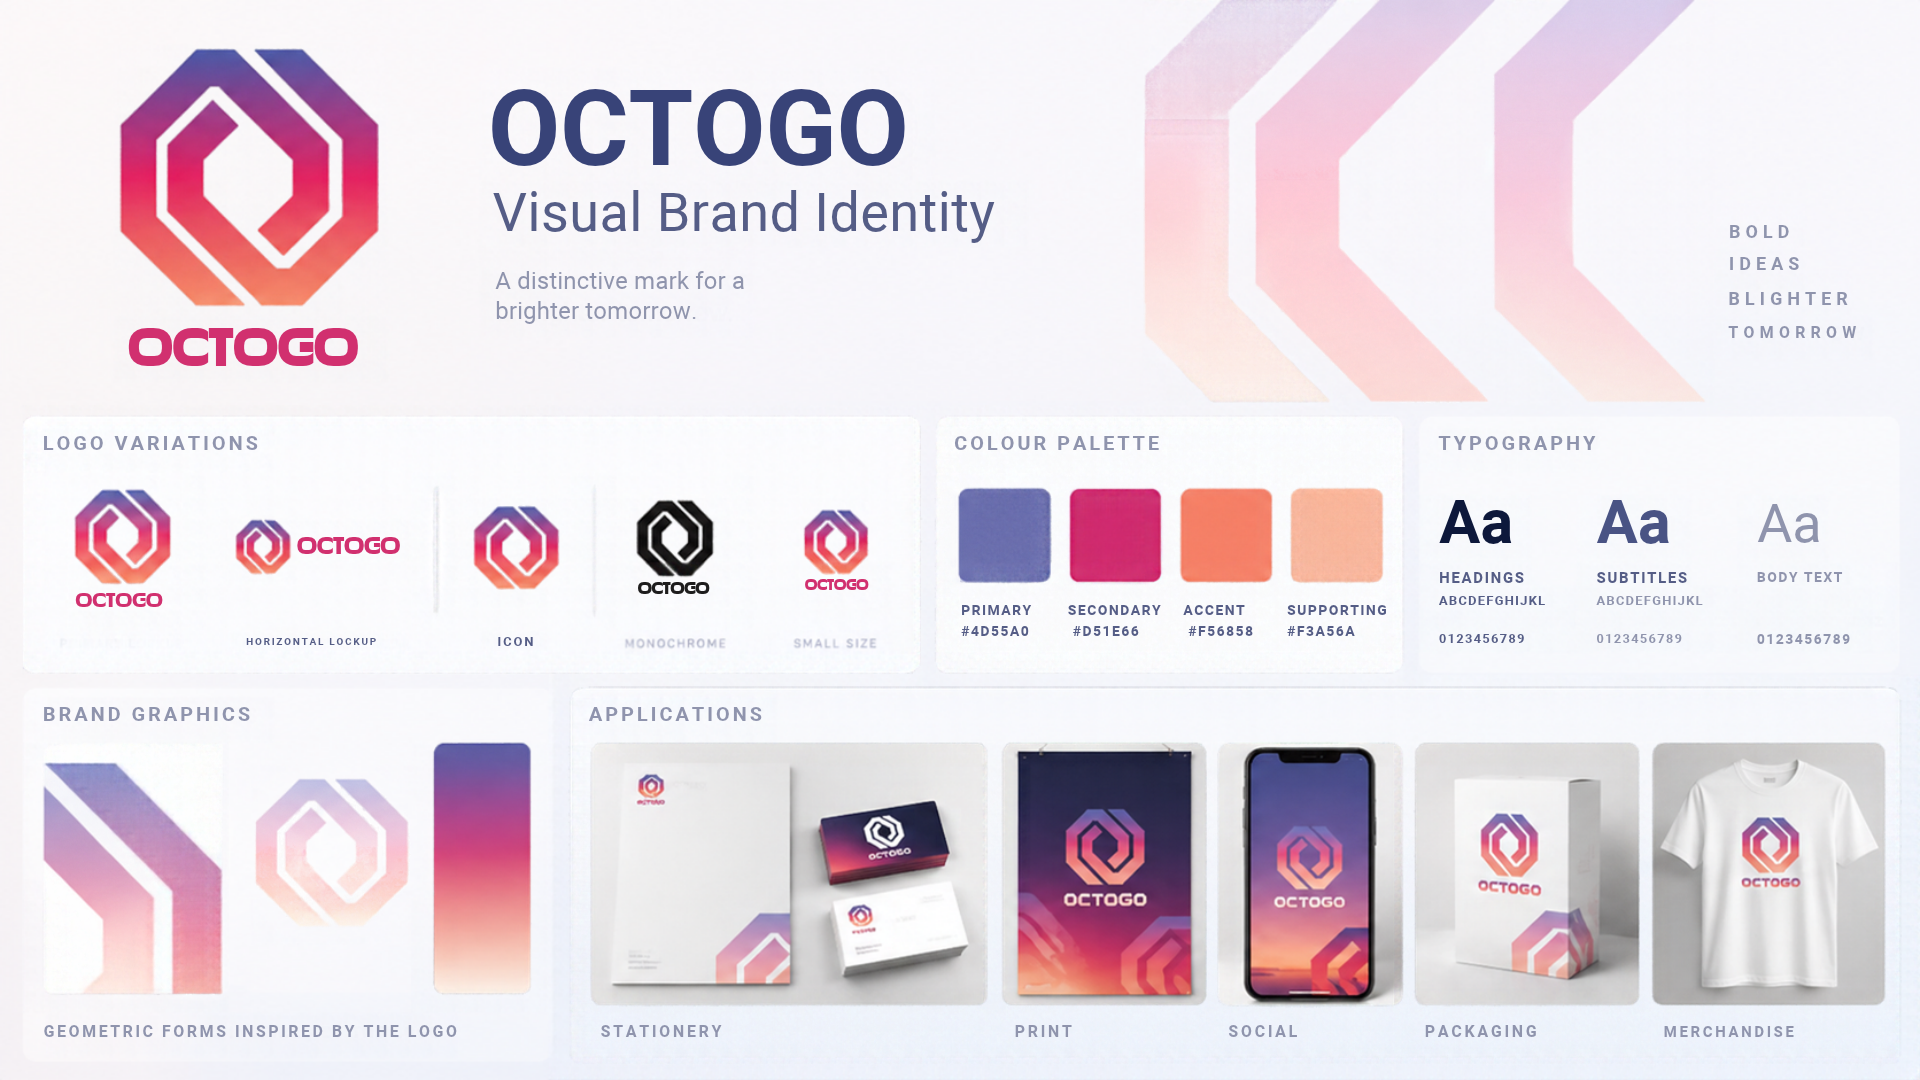 OCTOGO
OCTOGO
Visual Brand Identity
A distinctive mark for a
brighter tomorrow.
BOLD
IDEAS
BLIGHTER
TOMORROW
LOGO VARIATIONS
OCTOGO
OCTOGO
OCTOGO
OCTOGO
HORIZONTAL LOCKUP
ICON
MONOCHROME
SMALL SIZE
COLOUR PALETTE
PRIMARY
#4D55A0
SECONDARY
#D51E66
ACCENT
#F56858
SUPPORTING
#F3A56A
TYPOGRAPHY
Aa
HEADINGS
ABCDEFGHIJKL
0123456789
Aa
SUBTITLES
ABCDEFGHIJKL
0123456789
Aa
BODY TEXT
0123456789
BRAND GRAPHICS
GEOMETRIC FORMS INSPIRED BY THE LOGO
APPLICATIONS
OCTOGO
OCTOGO
OCTOGO
OCTOGO
OCTOGO
OCTOGO
STATIONERY
PRINT
SOCIAL
PACKAGING
MERCHANDISE